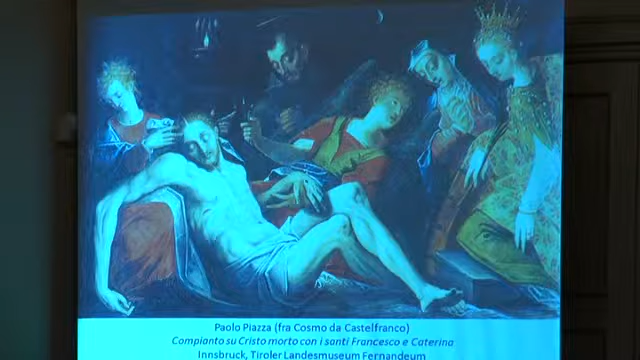 Paolo Piazza (fra Cosmo da Castelfranco)
Compianto su Cristo morto con i santi Francesco e Caterina
Innsbruck, Tiroler Landesmuseum Fernandeum